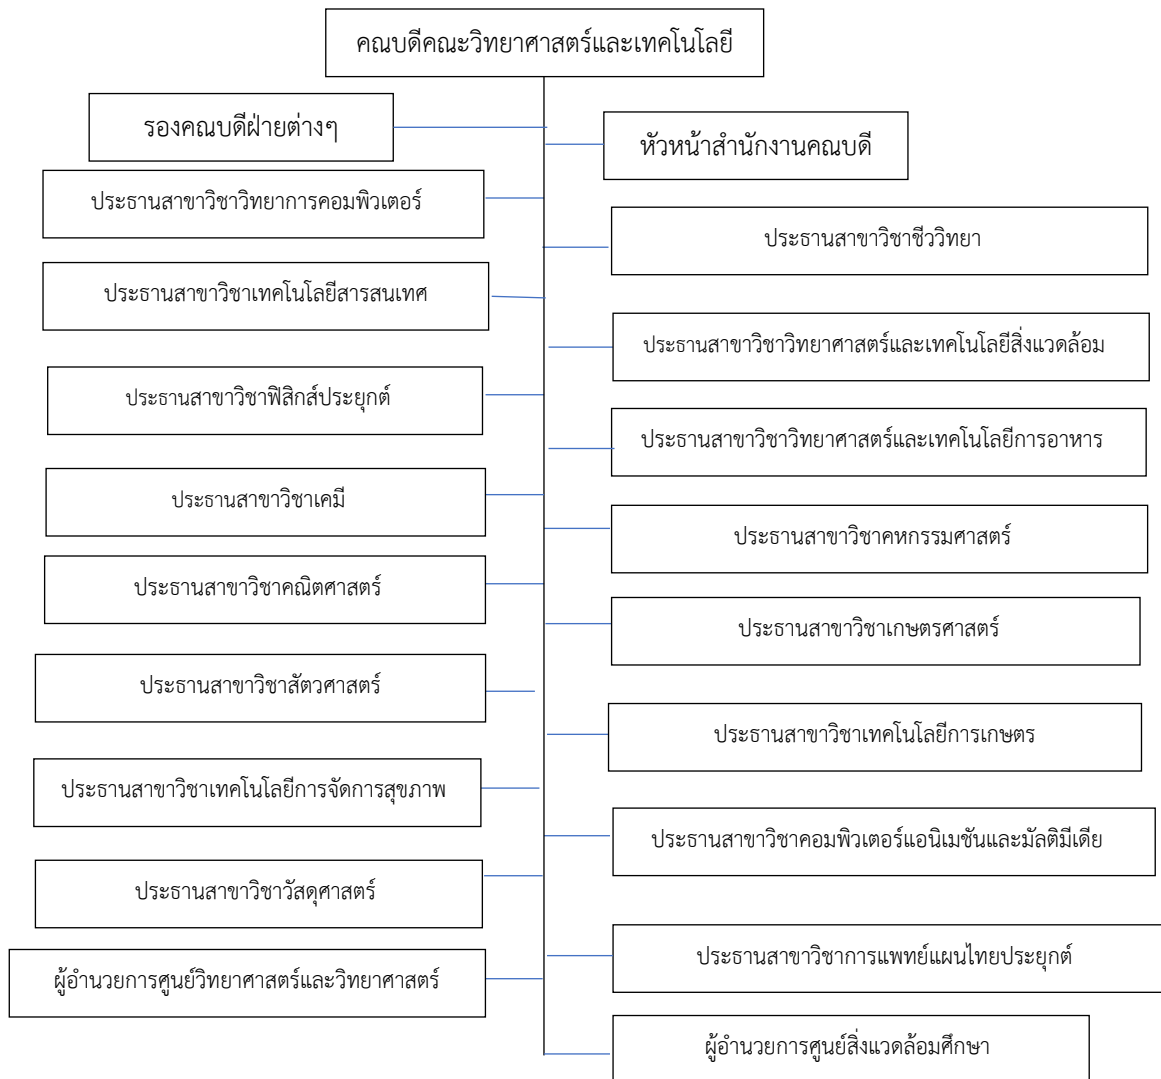 คณบดีคณะวิทยาศาสตร์และเทคโนโลยี
รองคณบดีฝ่ายต่างๆ
หัวหน้าสำนักงานคณบดี
ประธานสาขาวิชาวิทยาการคอมพิวเตอร์
ประธานสาขาวิชาชีววิทยา
ประธานสาขาวิชาเทคโนโลยีสารสนเทศ
ประธานสาขาวิชาวิทยาศาสตร์และเทคโนโลยีสิ่งแวดล้อม
ประธานสาขาวิชาฟิสิกส์ประยุกต์
ประธานสาขาวิชาวิทยาศาสตร์และเทคโนโลยีการอาหาร
ประธานสาขาวิชาเคมี
ประธานสาขาวิชาคหกรรมศาสตร์
ประธานสาขาวิชาคณิตศาสตร์
ประธานสาขาวิชาเกษตรศาสตร์
ประธานสาขาวิชาสัตวศาสตร์
ประธานสาขาวิชาเทคโนโลยีการเกษตร
ประธานสาขาวิชาเทคโนโลยีการจัดการสุขภาพ
ประธานสาขาวิชาคอมพิวเตอร์แอนิเมชันและมัลติมีเดีย
ประธานสาขาวิชาวัสดุศาสตร์
ประธานสาขาวิชาการแพทย์แผนไทยประยุกต์
ผู้อำนวยการศูนย์วิทยาศาสตร์และวิทยาศาสตร์
ผู้อำนวยการศูนย์สิ่งแวดล้อมศึกษา